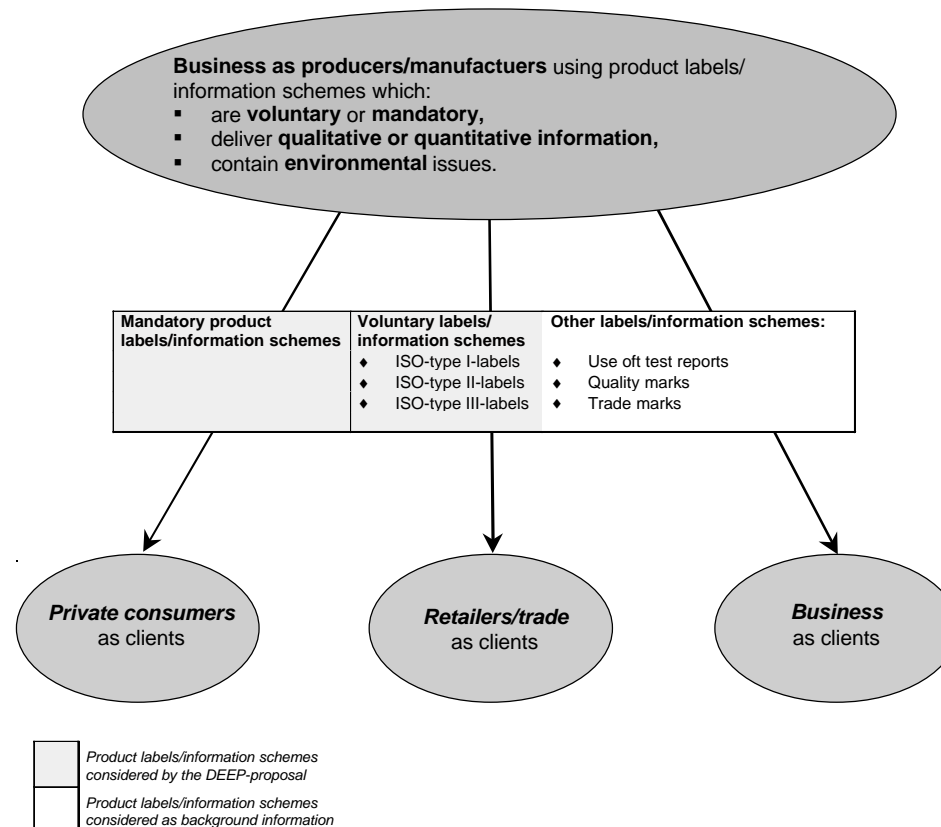 Business as producers/manufactuers using product labels/
information schemes which:
▪ are voluntary or mandatory,
▪ deliver qualitative or quantitative information,
▪ contain environmental issues.
Mandatory product
labels/information schemes
Voluntary labels/
information schemes
♦ ISO-type I-labels
♦ ISO-type II-labels
♦ ISO-type III-labels
Other labels/information schemes:
♦ Use oft test reports
♦ Quality marks
♦ Trade marks
Private consumers
as clients
Retailers/trade
as clients
Business
as clients
Product labels/information schemes
considered by the DEEP-proposal
Product labels/information schemes
considered as background information